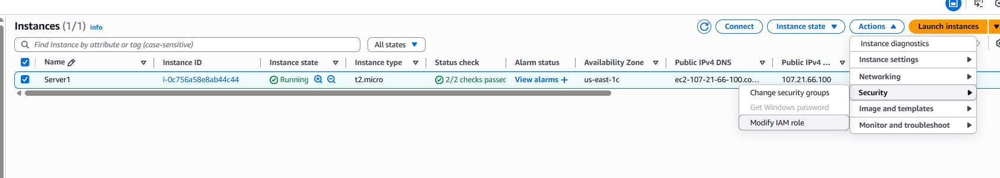 Instances (1/1) Info
Connect
Instance state
Actions
Launch instances
Find Instance by attribute or tag (case-sensitive)
All states
Instance diagnostics
Instance settings
Networking
Security
Image and templates
Monitor and troubleshoot
Name
Instance ID
Instance state
Instance type
Status check
Alarm status
Availability Zone
Public IPv4 DNS
Public IPv4 ...
Server1
i-0c756a58e8ab44c44
Running
t2.micro
2/2 checks passec
View alarms +
us-east-1c
ec2-107-21-66-100.co...
107.21.66.100
Change security groups
Get Windows password
Modify IAM role